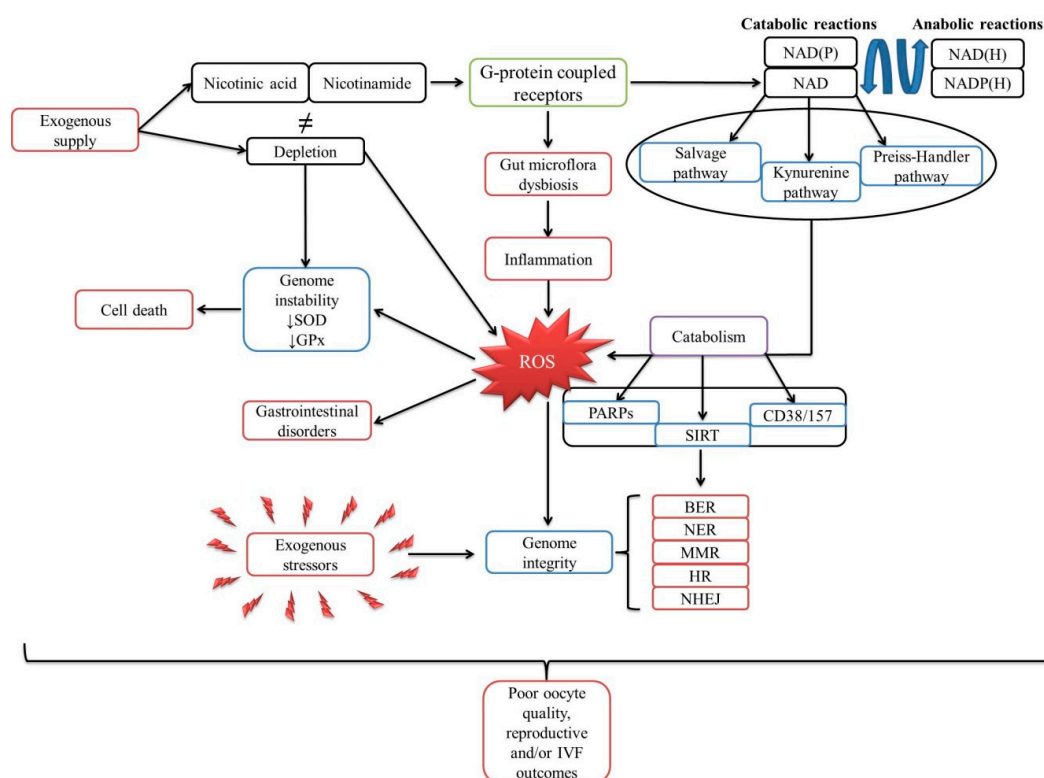 Catabolic reactions
Anabolic reactions
NAD(P)
NAD(H)
NAD
NADP(H)
Nicotinic acid
Nicotinamide
G-protein coupled
receptors
Exogenous
supply
≠
Depletion
Salvage
pathway
Kynurenine
pathway
Preiss-Handler
pathway
Gut microflora
dysbiosis
Inflammation
Genome
instability
↓SOD
↓GPx
Cell death
ROS
Catabolism
Gastrointestinal
disorders
PARPs
SIRT
CD38/157
BER
NER
MMR
HR
NHEJ
Exogenous
stressors
Genome
integrity
Poor oocyte
quality,
reproductive
and/or IVF
outcomes